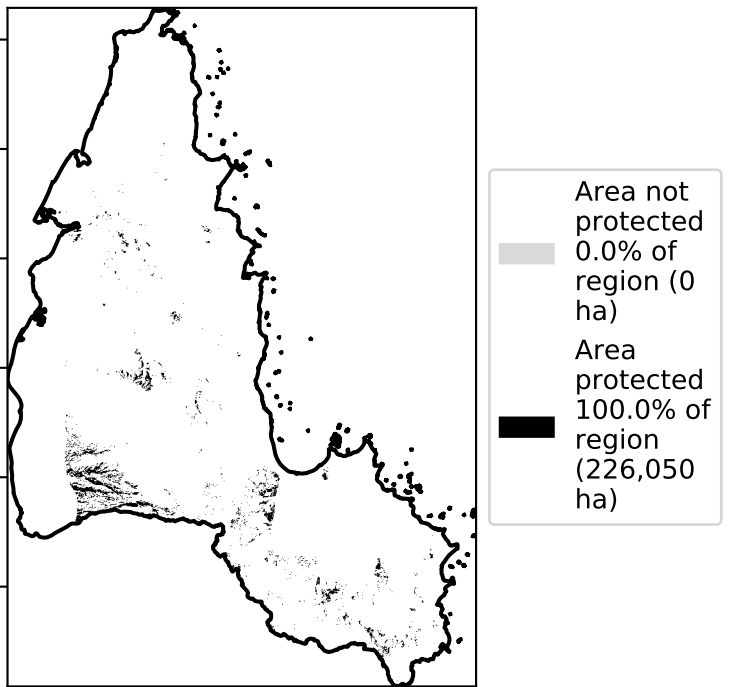 Area not
protected
0.0% of
region (0
ha)
Area
protected
100.0% of
region
(226,050
ha)